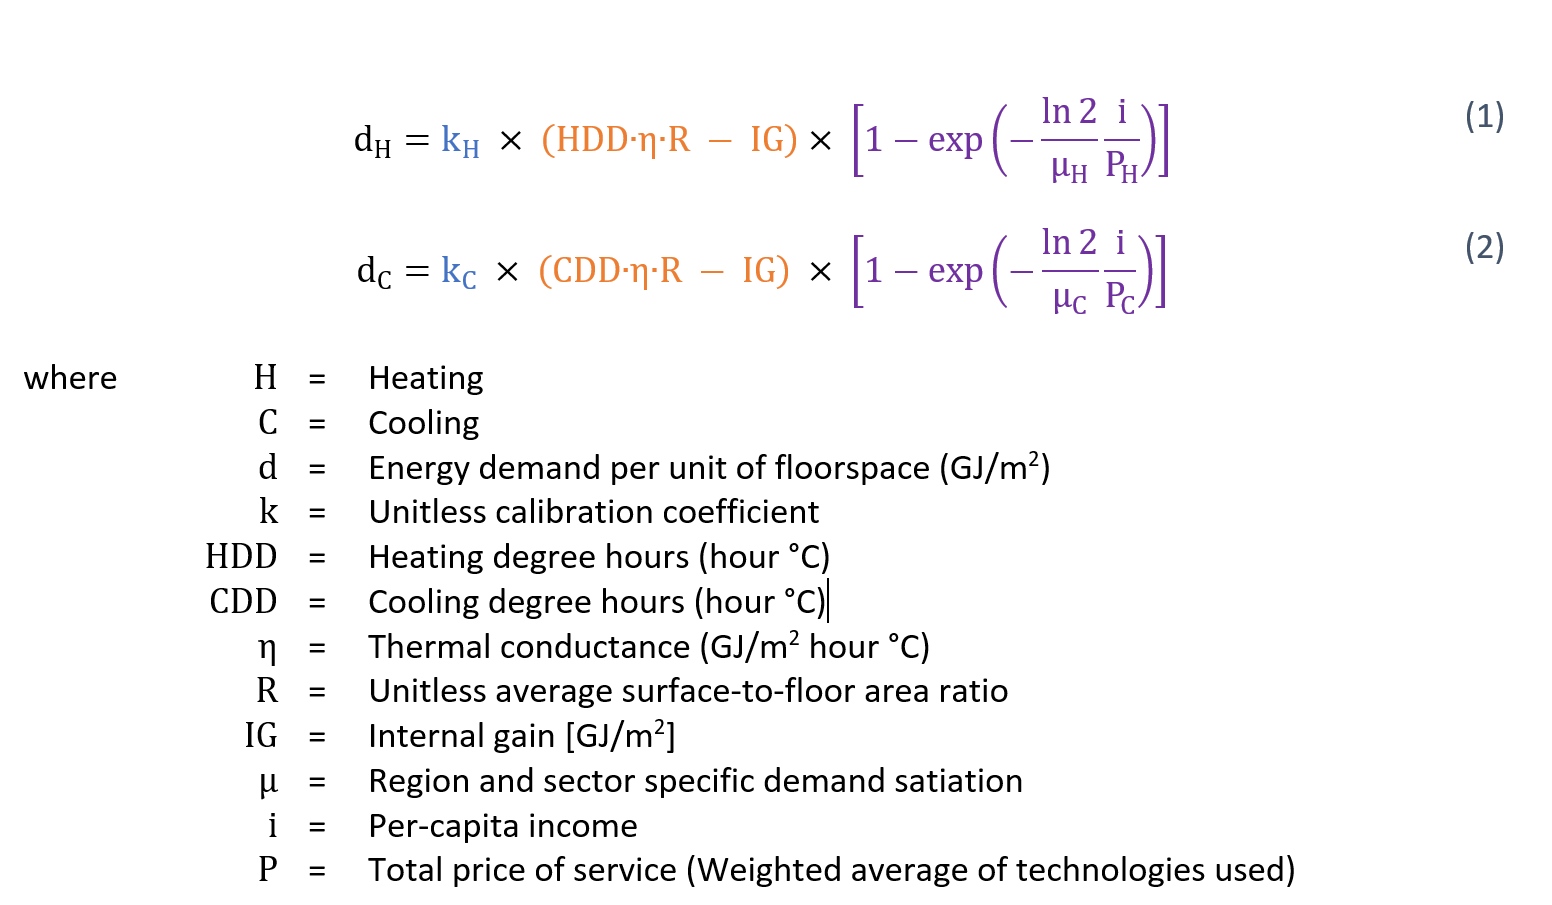 d_H = k_H × (HDD·η·R − IG) × [1 − exp(−(ln 2/μ_H)(i/P_H))] (1)
d_C = k_C × (CDD·η·R − IG) × [1 − exp(−(ln 2/μ_C)(i/P_C))] (2)
where H = Heating
C = Cooling
d = Energy demand per unit of floorspace (GJ/m²)
k = Unitless calibration coefficient
HDD = Heating degree hours (hour °C)
CDD = Cooling degree hours (hour °C)
η = Thermal conductance (GJ/m² hour °C)
R = Unitless average surface-to-floor area ratio
IG = Internal gain [GJ/m²]
μ = Region and sector specific demand satiation
i = Per-capita income
P = Total price of service (Weighted average of technologies used)